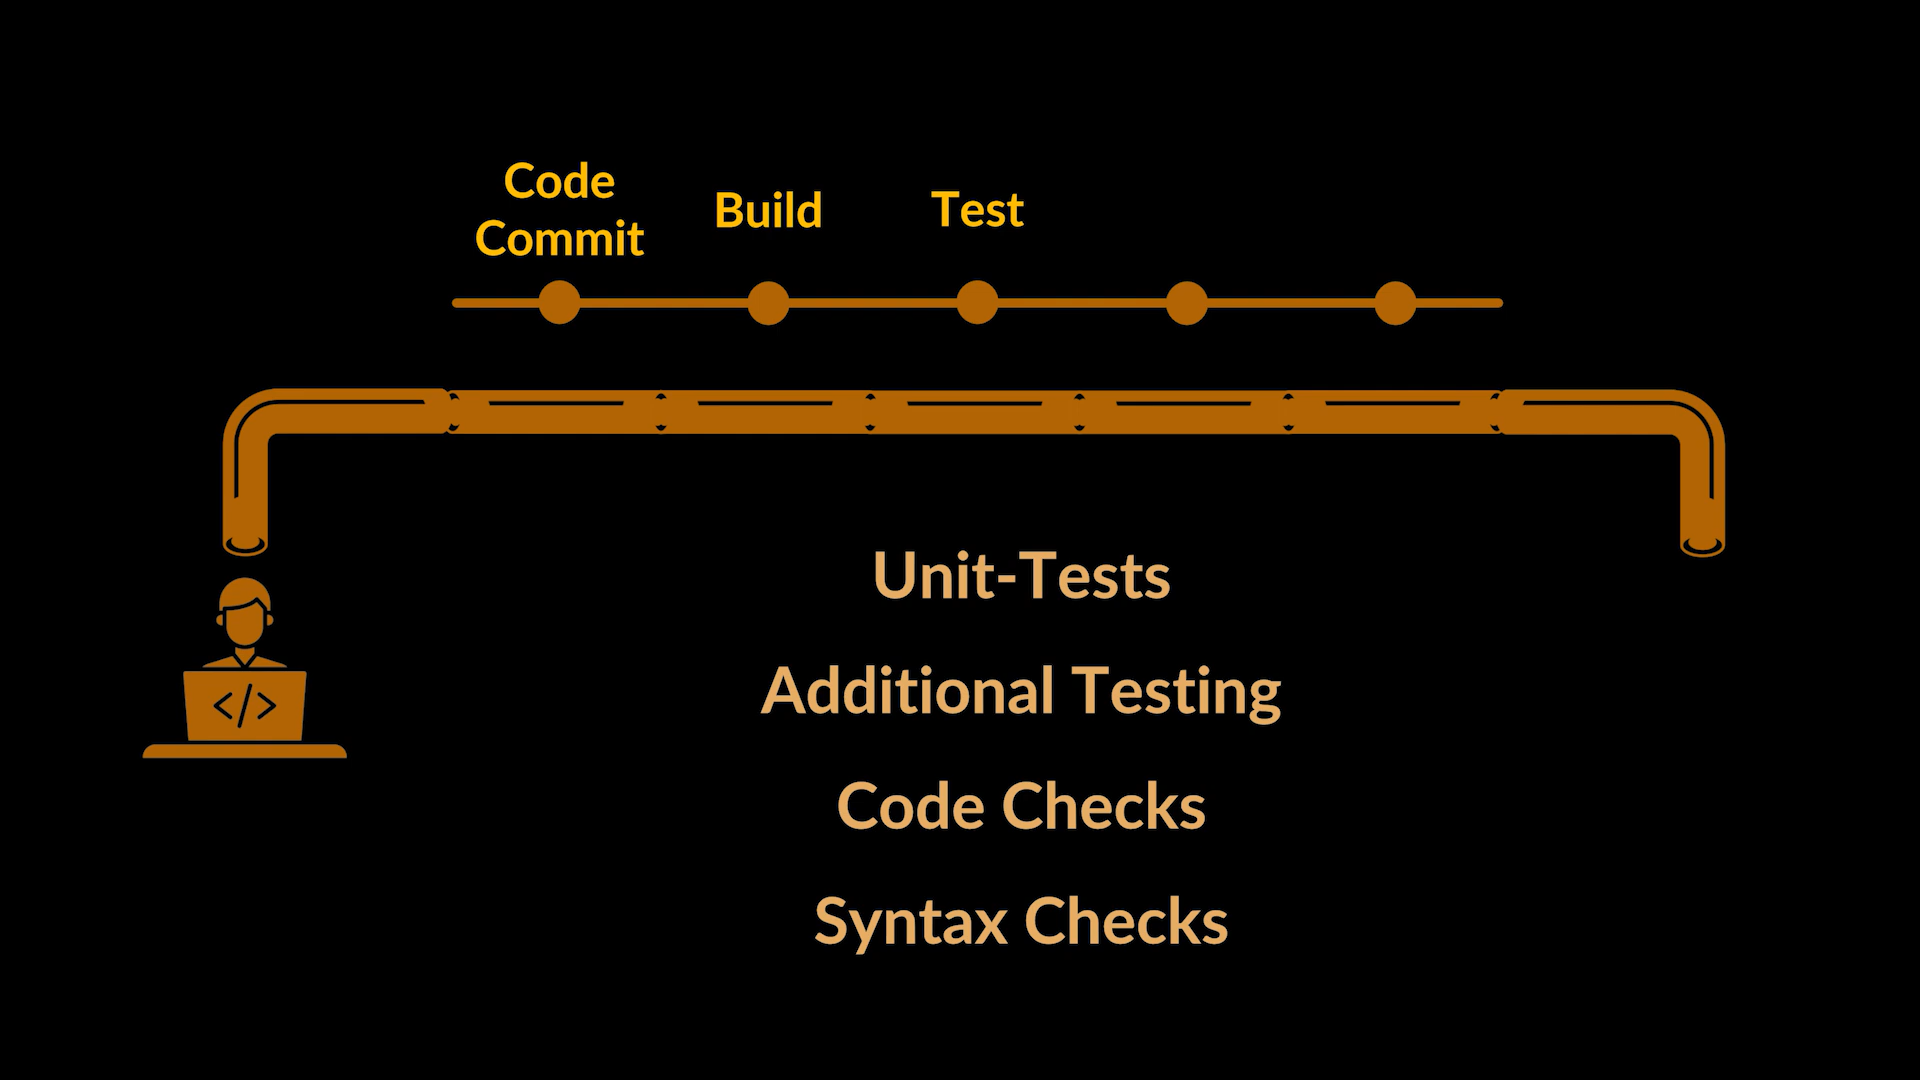 Code
Commit
Build
Test
</>
Unit-Tests
Additional Testing
Code Checks
Syntax Checks